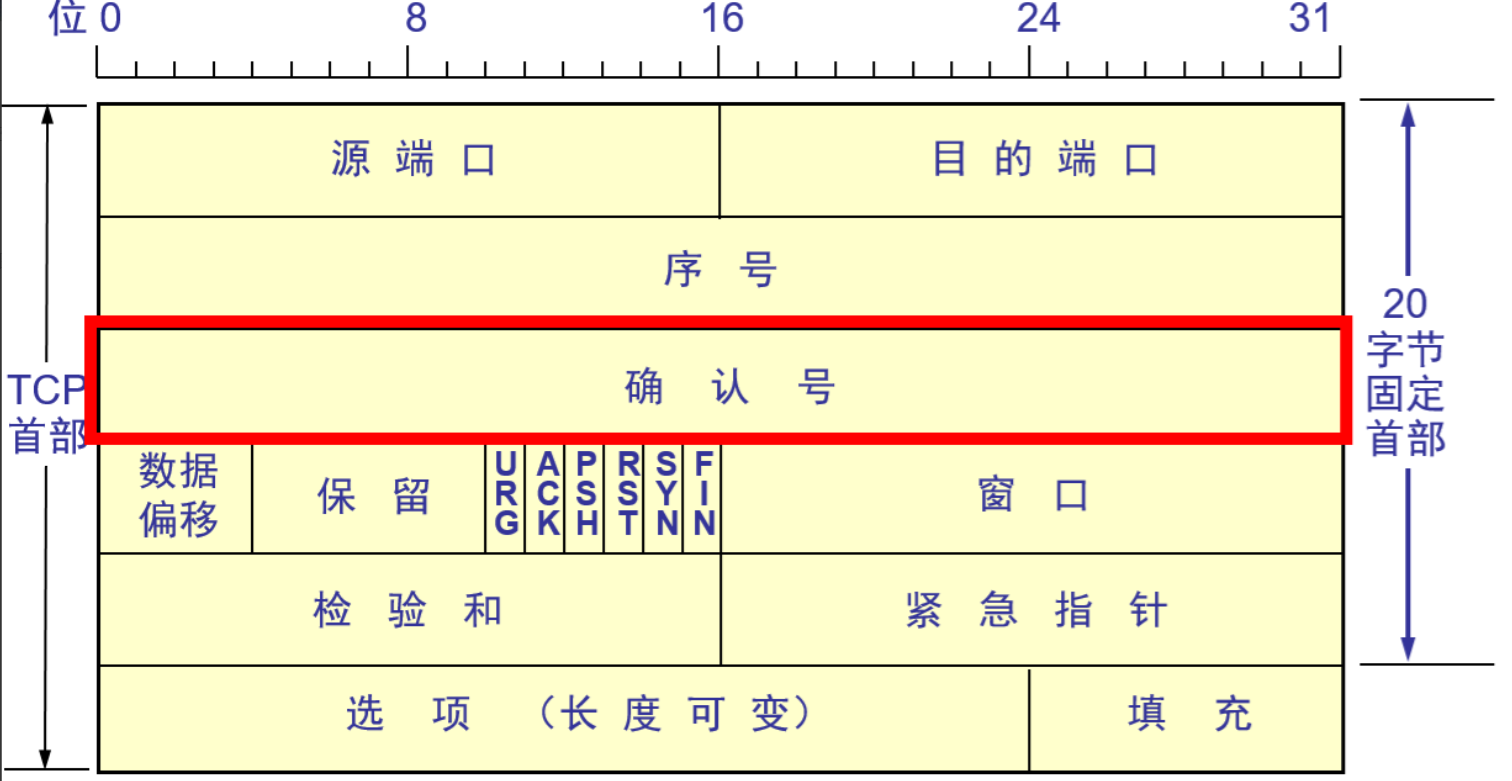 位 0 8 16 24 31
源 端 口 目 的 端 口
序 号
确 认 号
TCP
首部
20
字节
固定
首部
数据
偏移
保 留
URG
ACK
PSH
RST
SYN
FIN
窗 口
检 验 和 紧 急 指 针
选 项 (长 度 可 变) 填 充